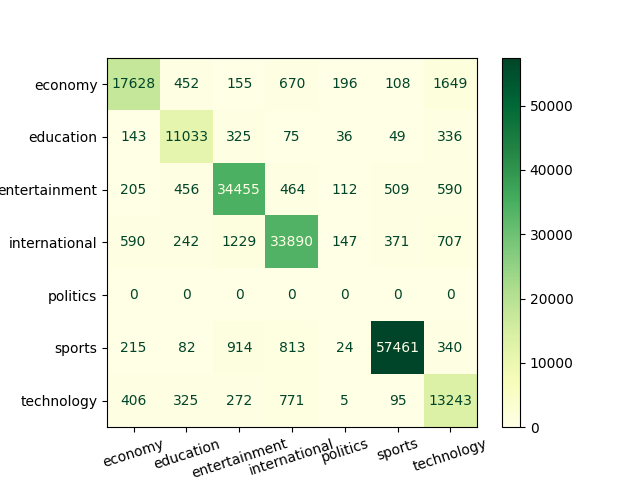 economy 17628 452 155 670 196 108 1649
education 143 11033 325 75 36 49 336
entertainment 205 456 34455 464 112 509 590
international 590 242 1229 33890 147 371 707
politics 0 0 0 0 0 0 0
sports 215 82 914 813 24 57461 340
technology 406 325 272 771 5 95 13243
economy education entertainment international politics sports technology
50000
40000
30000
20000
10000
0